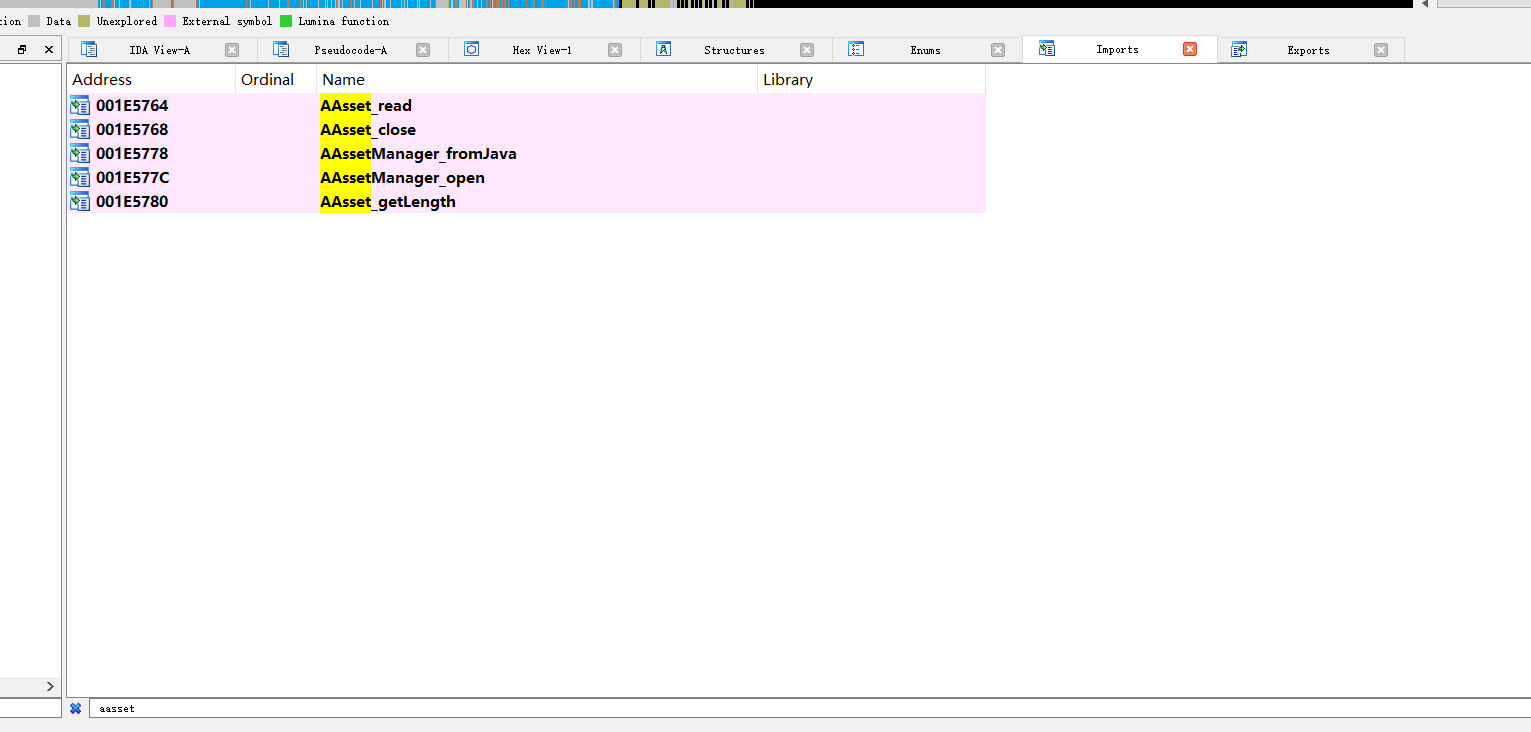 tion Data Unexplored External symbol Lumina function
IDA View-A Pseudocode-A Hex View-1 Structures Enums Imports Exports
Address Ordinal Name Library
001E5764 AAsset_read
001E5768 AAsset_close
001E5778 AAssetManager_fromJava
001E577C AAssetManager_open
001E5780 AAsset_getLength
aasset